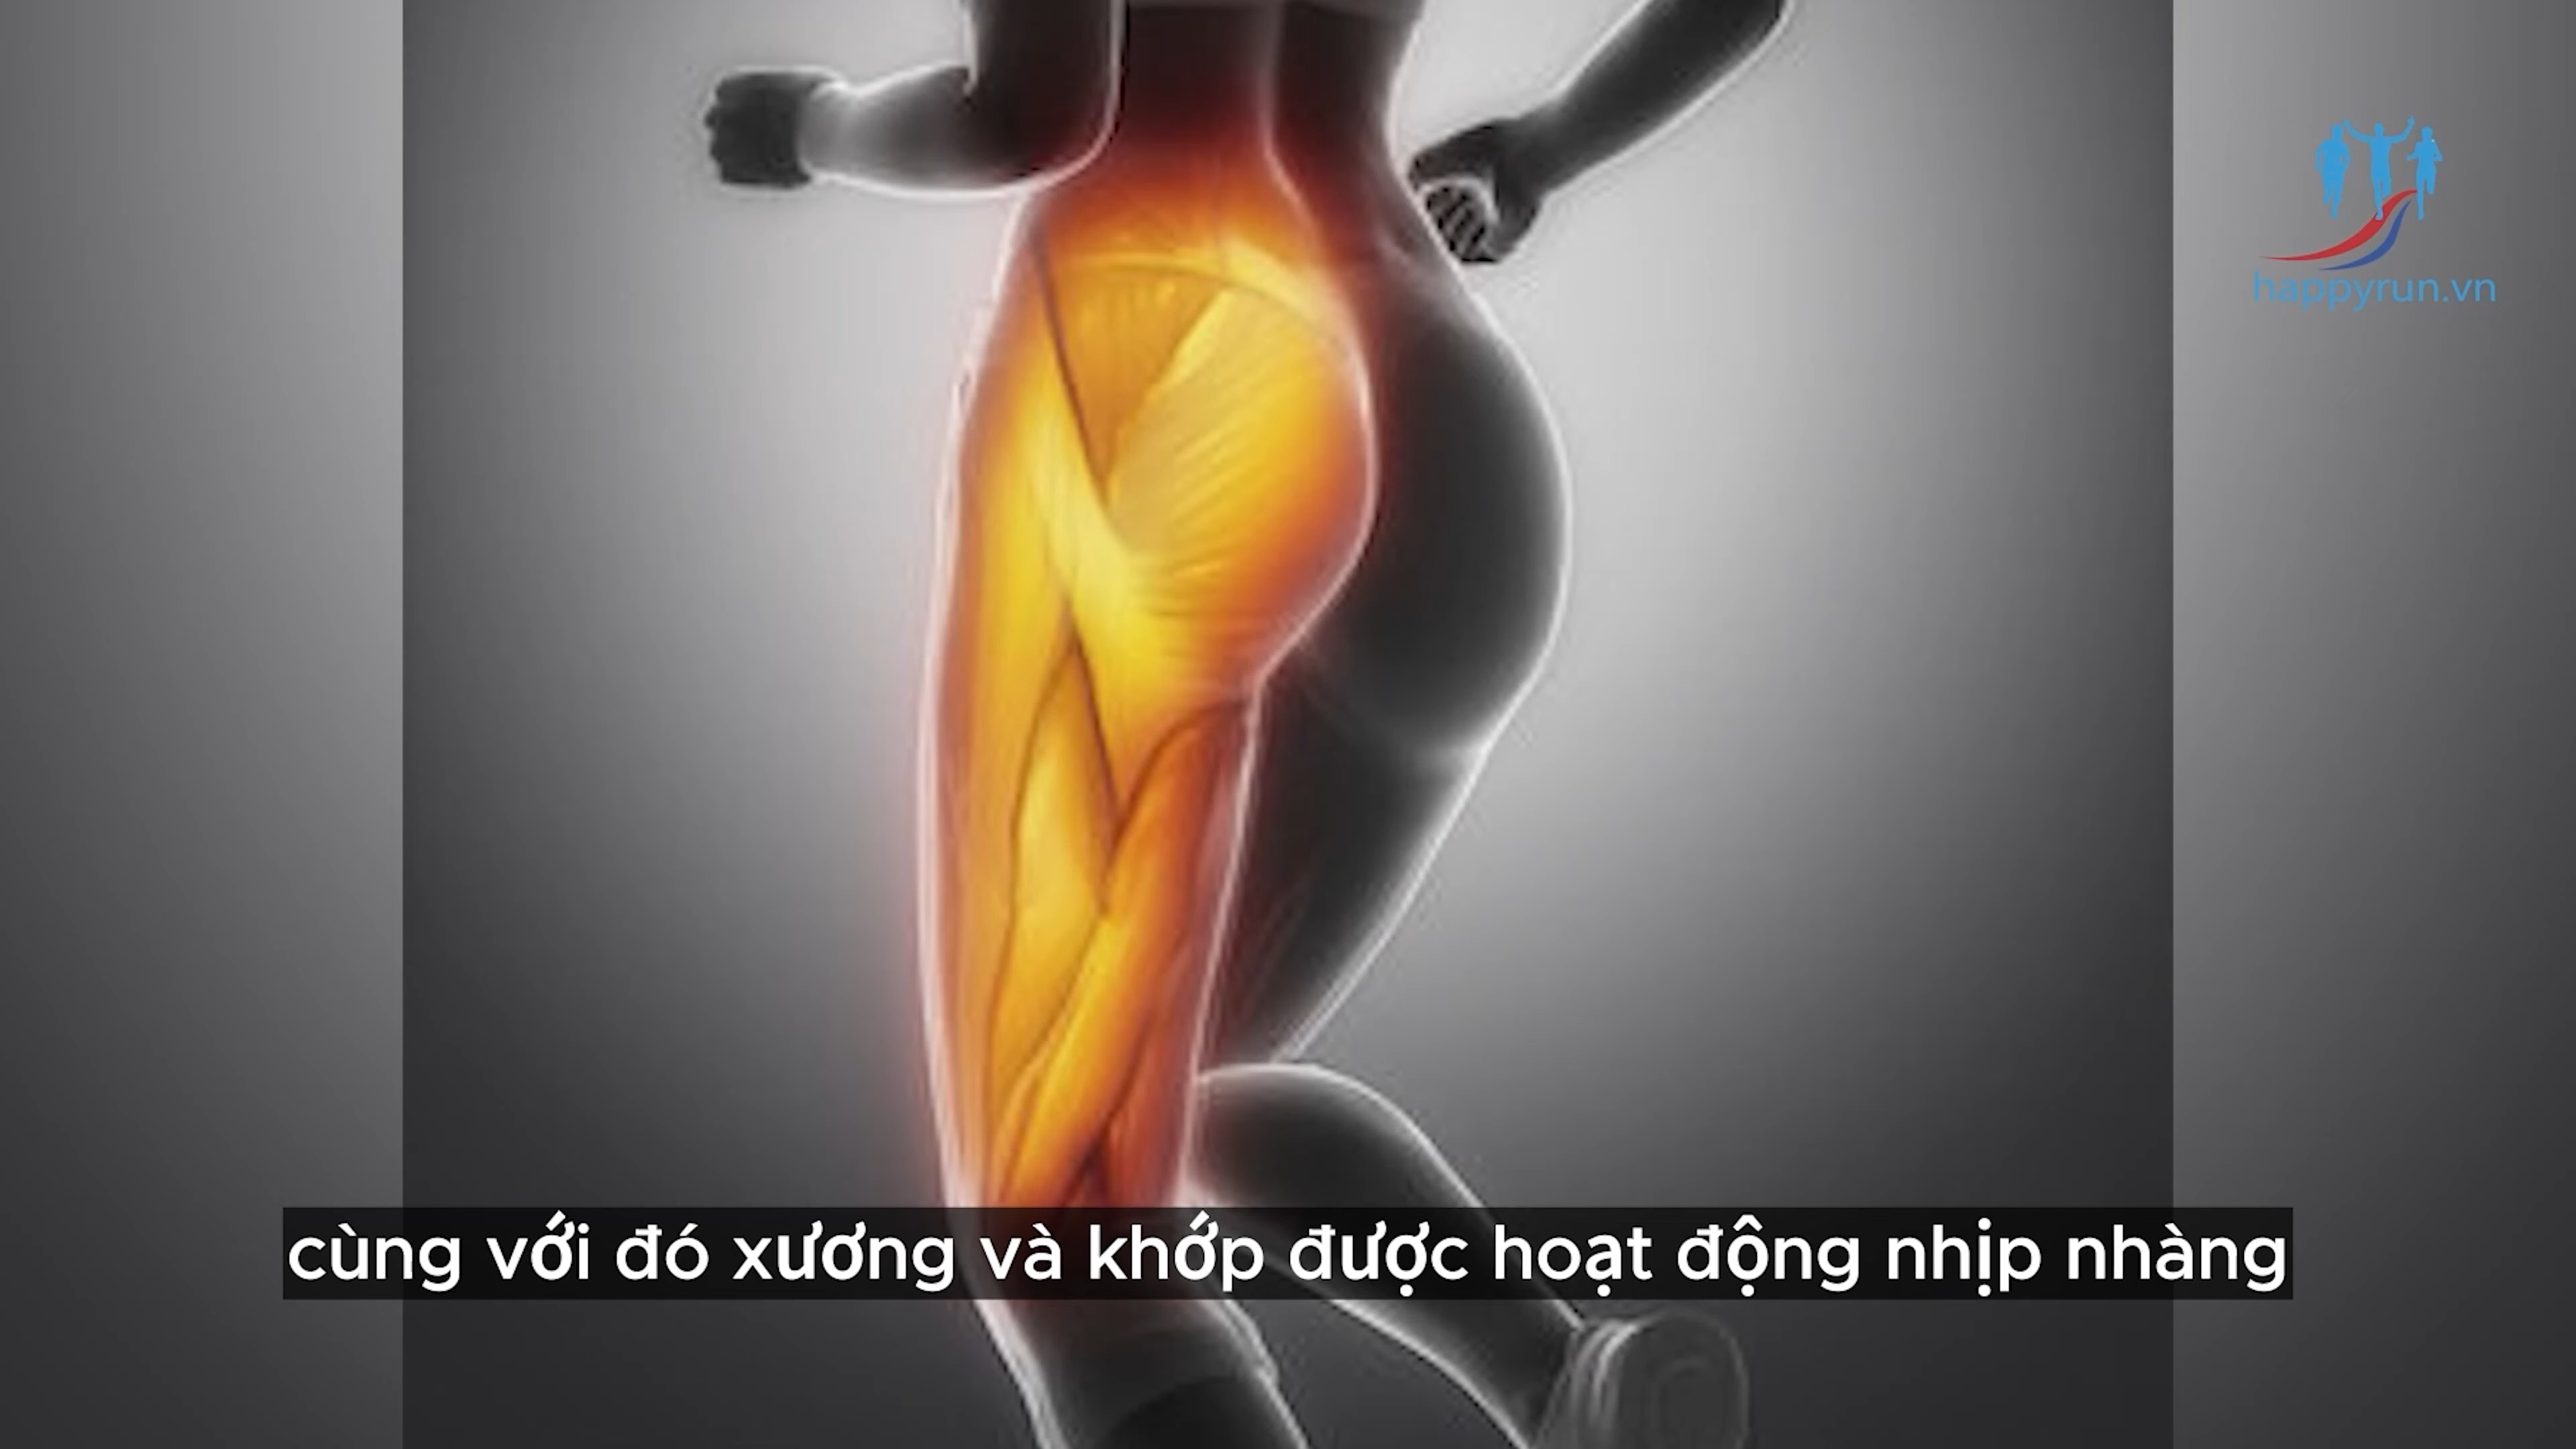 happyrun.vn
cùng với đó xương và khớp được hoạt động nhịp nhàng